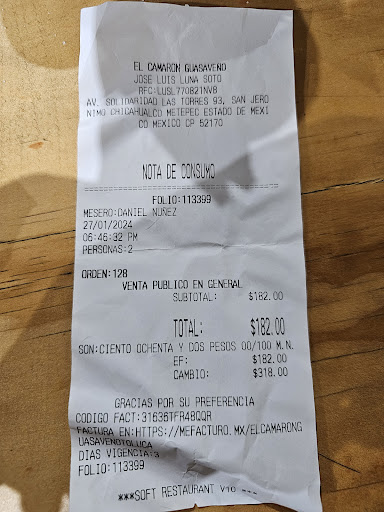 EL CAMARON GUASAVENO
JOSE LUIS LUNA SOTO
RFC:LUSL770821NV8
AV. SOLIDARIDAD LAS TORRES 93, SAN JERO
NIMO CHICAHUALCO METEPEC ESTADO DE MEXI
CO MEXICO CP 52170
NOTA DE CONSUMO
FOLIO:113399
MESERO:DANIEL NUÑEZ
27/01/2024
06:46:32 PM
PERSONAS:2
ORDEN:128
VENTA PUBLICO EN GENERAL
SUBTOTAL: $182.00
TOTAL: $182.00
SON:CIENTO OCHENTA Y DOS PESOS 00/100 M.N.
EF: $182.00
CAMBIO: $318.00
GRACIAS POR SU PREFERENCIA
CODIGO FACT:31636TFR48QQR
FACTURA EN:HTTPS://MEFACTURO.MX/ELCAMARONG
UASAVENOTOLUCA
DIAS VIGENCIA:3
FOLIO:113399
***SOFT RESTAURANT V10 ***